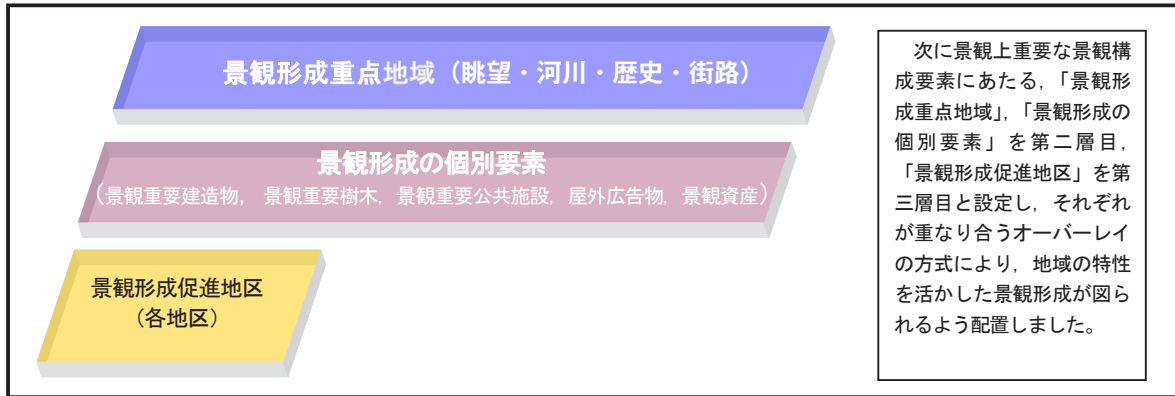 景観形成重点地域（眺望・河川・歴史・街路）
景観形成の個別要素
（景観重要建造物， 景観重要樹木，景観重要公共施設，屋外広告物，景観資産）
景観形成促進地区
（各地区）
次に景観上重要な景観構
成要素にあたる，「景観形
成重点地域」，「景観形成の
個別要素」を第二層目，
「景観形成促進地区」を第
三層目と設定し，それぞれ
が重なり合うオーバーレイ
の方式により，地域の特性
を活かした景観形成が図ら
れるよう配置しました。